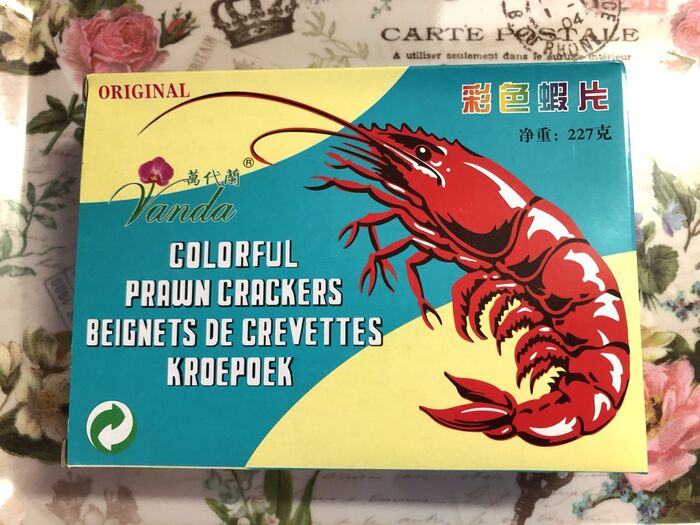 CARTE POSTALE
A utiliser seulement dans le
ORIGINAL
彩色蝦片
净重：227克
萬代蘭®
Vanda
COLORFUL
PRAWN CRACKERS
BEIGNETS DE CREVETTES
KROEPOEK